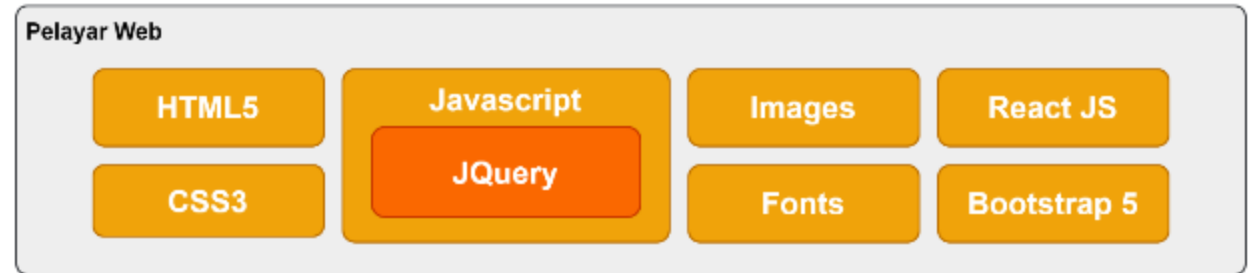 Pelayar Web
HTML5
Javascript
Images
React JS
JQuery
CSS3
Fonts
Bootstrap 5